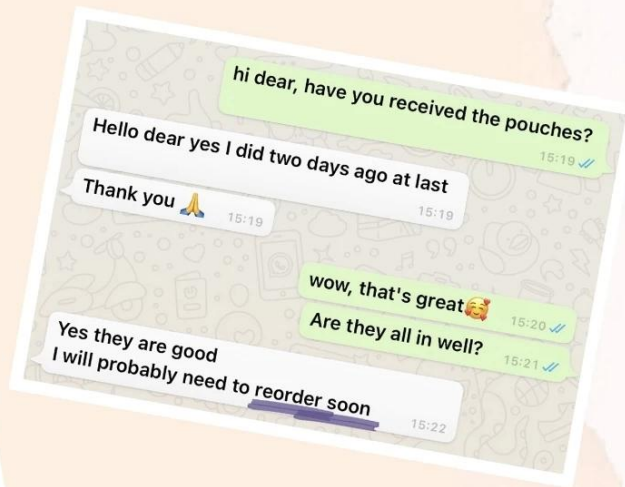 hi dear, have you received the pouches?
15:19
Hello dear yes I did two days ago at last
15:19
Thank you 🙏
15:19
wow, that's great🥰
15:20
Are they all in well?
15:21
Yes they are good
I will probably need to reorder soon
15:22